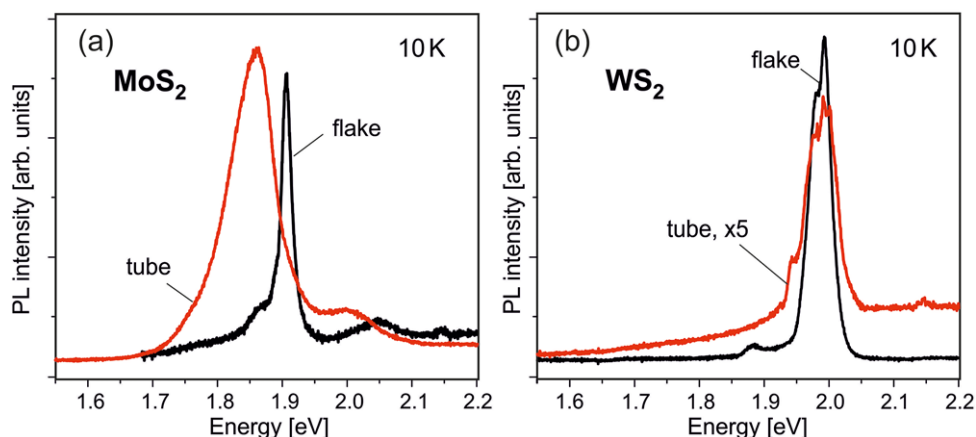 (a)
10 K
MoS₂
flake
tube
PL intensity [arb. units]
1.6 1.7 1.8 1.9 2.0 2.1 2.2
Energy [eV]
(b)
10 K
flake
WS₂
tube, x5
PL intensity [arb. units]
1.6 1.7 1.8 1.9 2.0 2.1 2.2
Energy [eV]